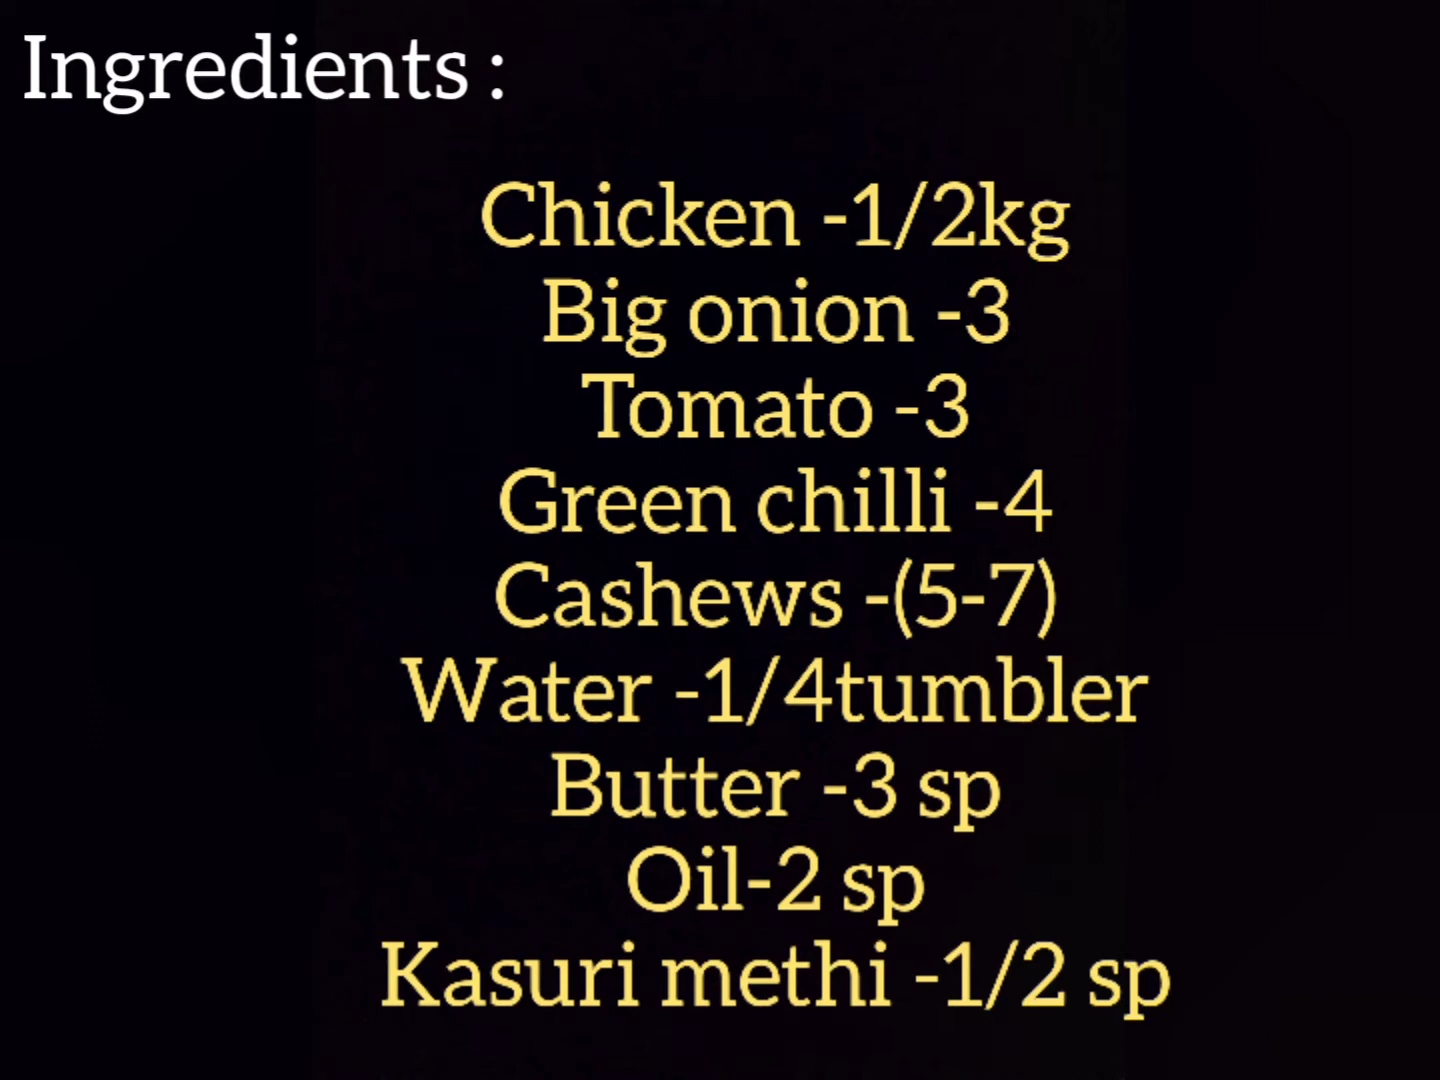 Ingredients :
Chicken -1/2kg
Big onion -3
Tomato -3
Green chilli -4
Cashews -(5-7)
Water -1/4tumbler
Butter -3 sp
Oil-2 sp
Kasuri methi -1/2 sp